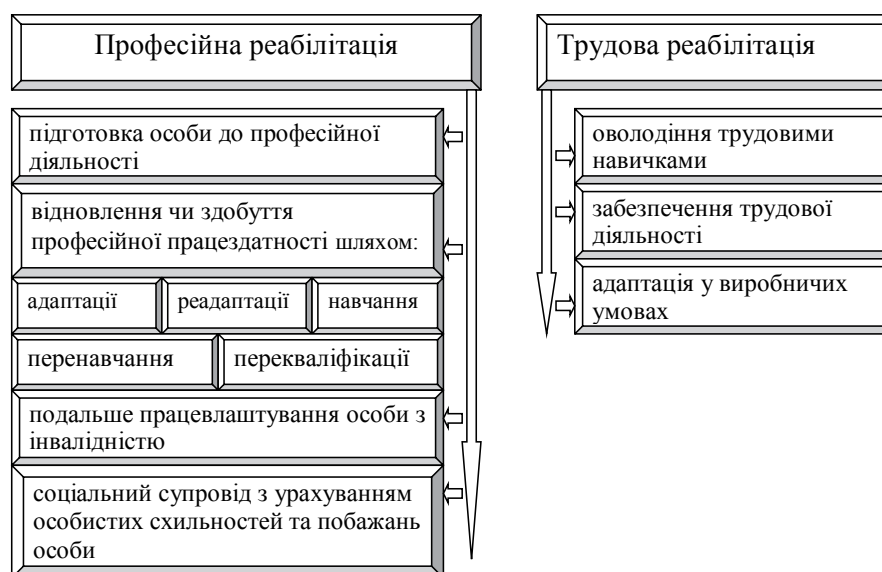 Професійна реабілітація
підготовка особи до професійної
діяльності
відновлення чи здобуття
професійної працездатності шляхом:
адаптації
реадаптації
навчання
перенавчання
перекваліфікації
подальше працевлаштування особи з
інвалідністю
соціальний супровід з урахуванням
особистих схильностей та побажань
особи
Трудова реабілітація
оволодіння трудовими
навичками
забезпечення трудової
діяльності
адаптація у виробничих
умовах